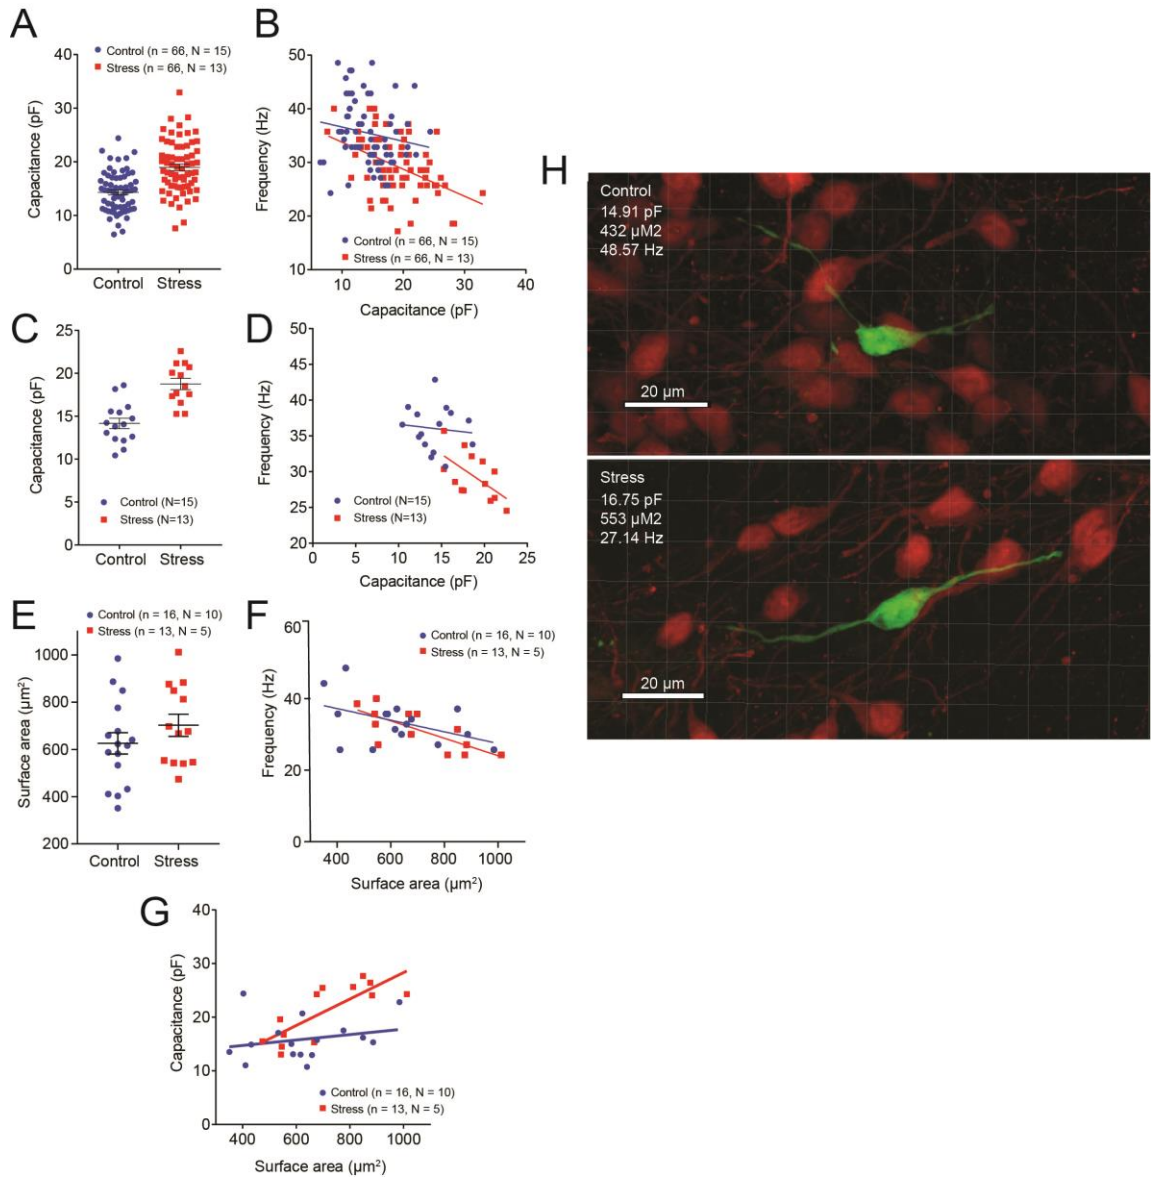 A
Control (n = 66, N = 15)
Stress (n = 66, N = 13)
40
30
20
10
0
Capacitance (pF)
Control Stress
B
50
40
30
20
10
Frequency (Hz)
Control (n = 66, N = 15)
Stress (n = 66, N = 13)
10 20 30 40
Capacitance (pF)
C
25
20
15
10
5
0
Capacitance (pF)
Control (N=15)
Stress (N=13)
Control Stress
D
50
45
40
35
30
25
20
Frequency (Hz)
Control (N=15)
Stress (N=13)
0 5 10 15 20 25
Capacitance (pF)
E
Control (n = 16, N = 10)
Stress (n = 13, N = 5)
1000
800
600
400
200
Surface area (µm²)
Control Stress
F
60
40
20
0
Frequency (Hz)
Control (n = 16, N = 10)
Stress (n = 13, N = 5)
400 600 800 1000
Surface area (µm²)
G
40
30
20
10
0
Capacitance (pF)
Control (n = 16, N = 10)
Stress (n = 13, N = 5)
400 600 800 1000
Surface area (µm²)
H
Control
14.91 pF
432 µM2
48.57 Hz
20 µm
Stress
16.75 pF
553 µM2
27.14 Hz
20 µm